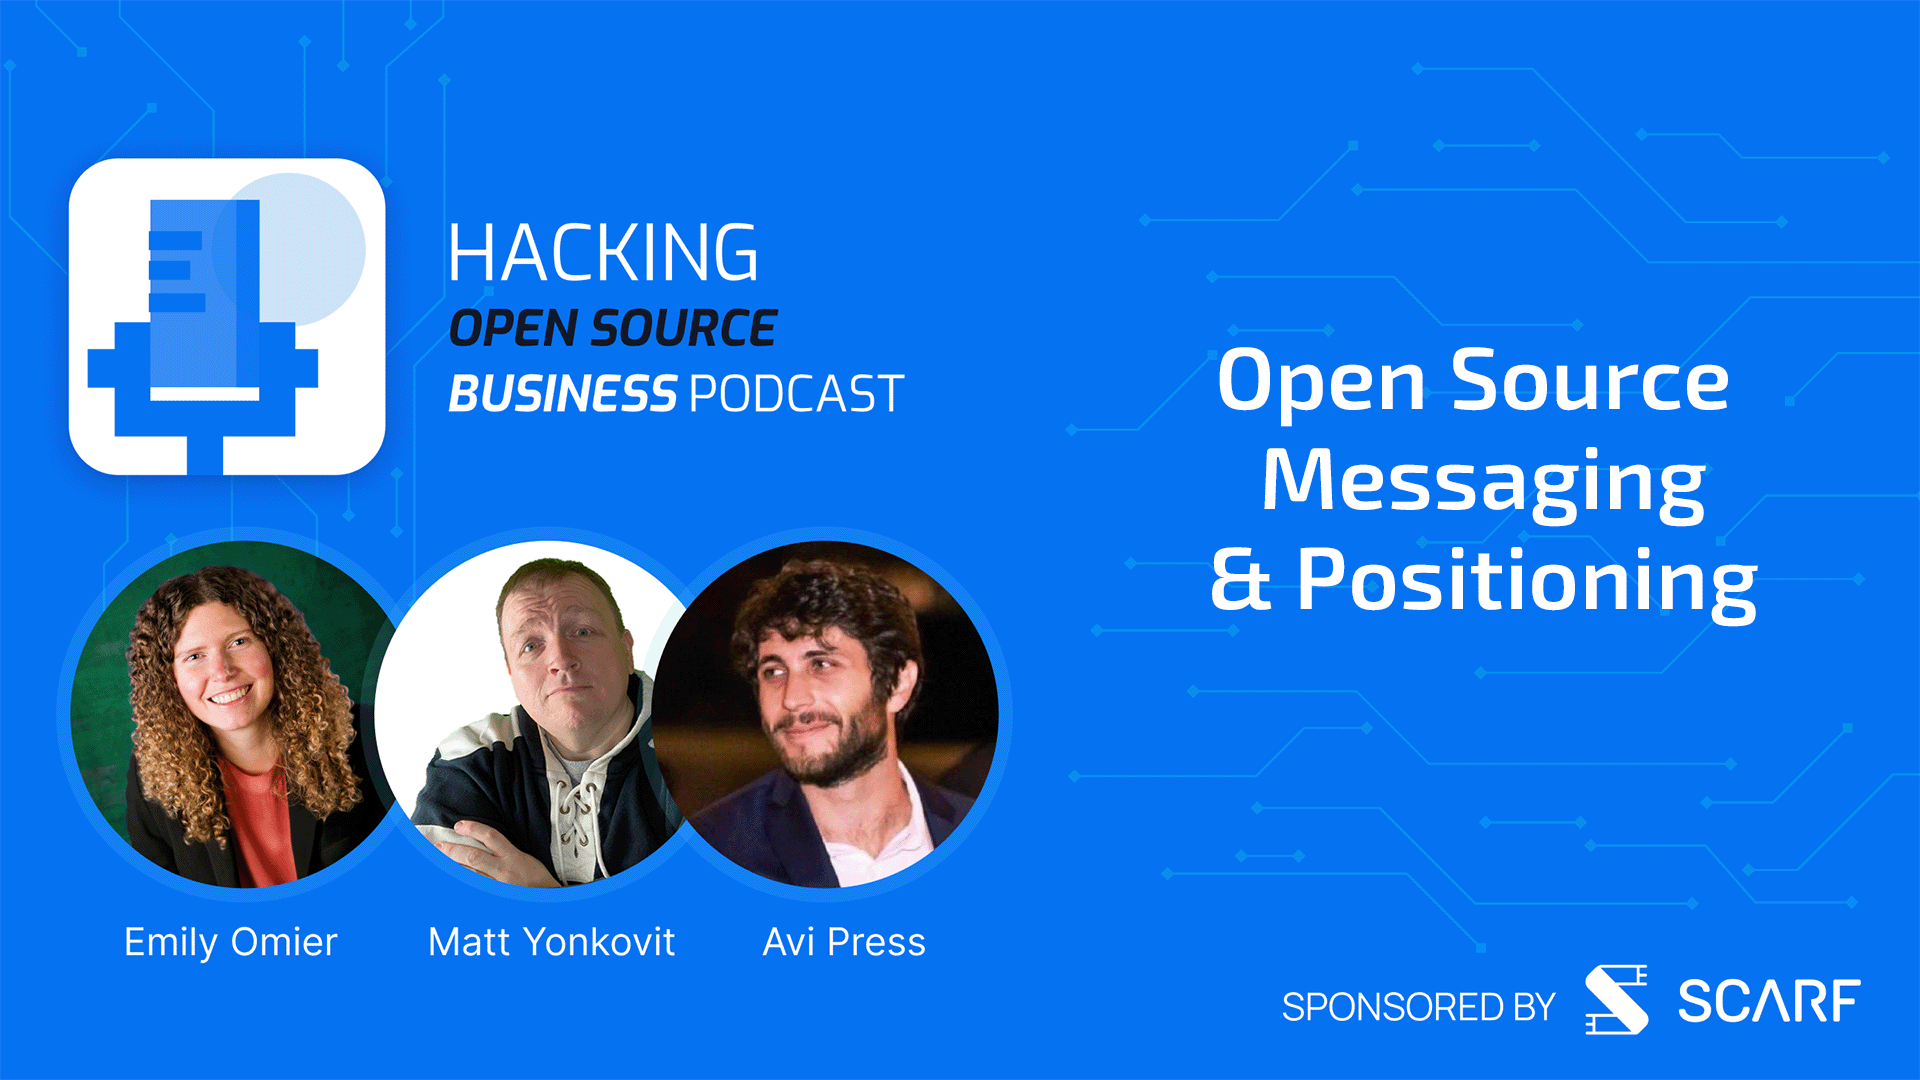 HACKING
OPEN SOURCE
BUSINESS PODCAST
Open Source
Messaging
& Positioning
Emily Omier
Matt Yonkovit
Avi Press
SPONSORED BY SCARF